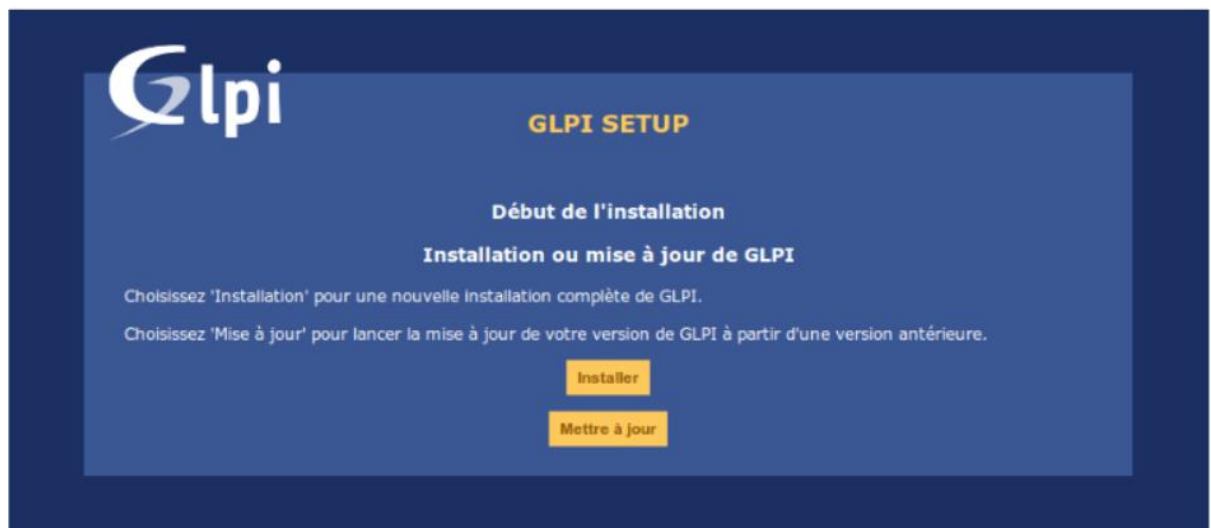 Glpi
GLPI SETUP
Début de l'installation
Installation ou mise à jour de GLPI
Choisissez 'Installation' pour une nouvelle installation complète de GLPI.
Choisissez 'Mise à jour' pour lancer la mise à jour de votre version de GLPI à partir d'une version antérieure.
Installer
Mettre à jour